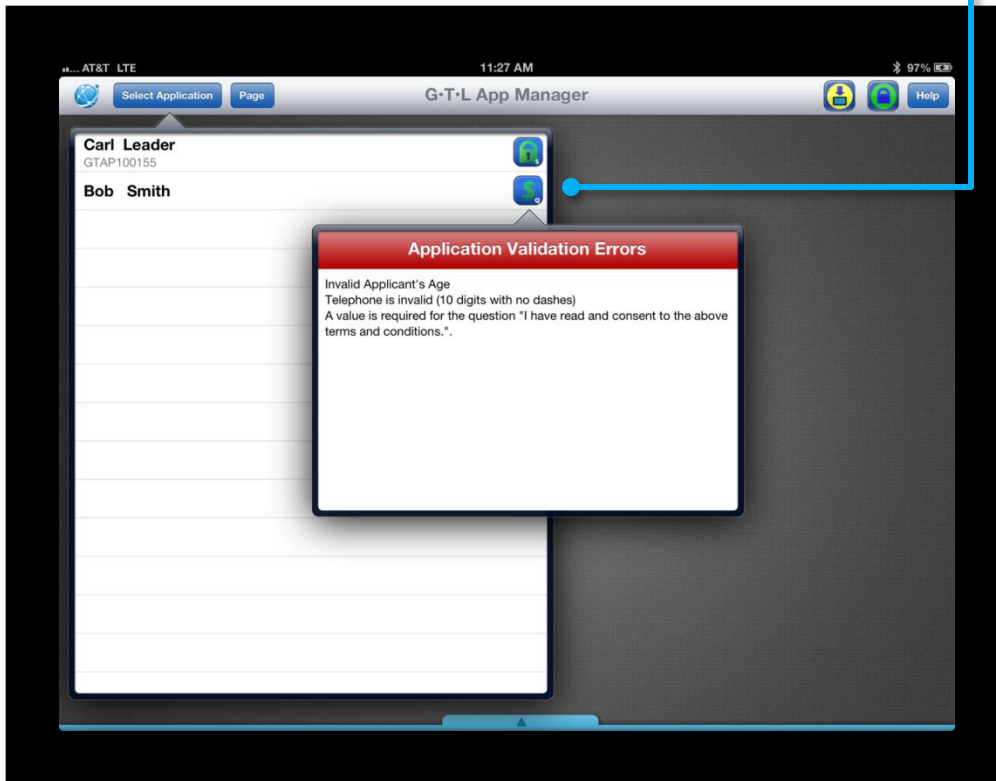 AT&T LTE 11:27 AM 97%
Select Application Page G·T·L App Manager Help
Carl Leader
GTAP100155
S
Bob Smith
Q
Application Validation Errors
Invalid Applicant's Age
Telephone is invalid (10 digits with no dashes)
A value is required for the question "I have read and consent to the above
terms and conditions.".